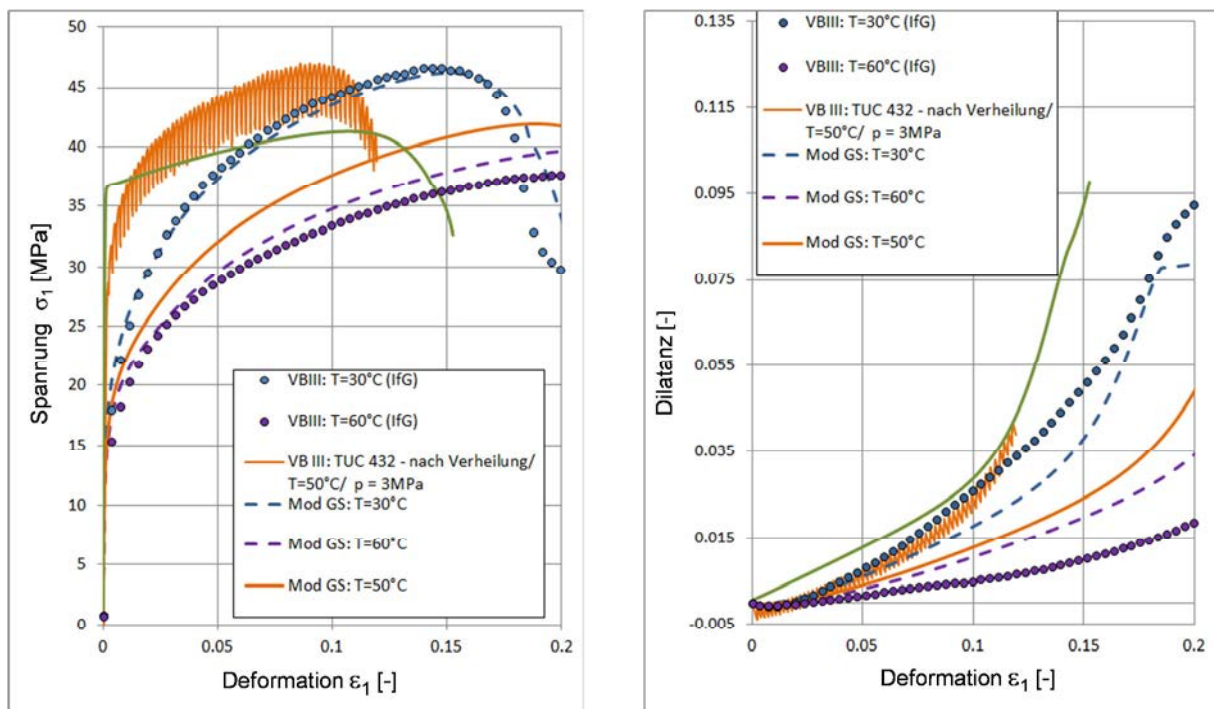 Spannung σ1 [MPa]
50
45
40
35
30
25
20
15
10
5
0
0
0.05
0.1
0.15
0.2
Deformation ε1 [-]
VBIII: T=30°C (IfG)
VBIII: T=60°C (IfG)
VB III: TUC 432 - nach Verheilung/
T=50°C/ p = 3MPa
Mod GS: T=30°C
Mod GS: T=60°C
Mod GS: T=50°C
Dilatanz [-]
0.135
0.115
0.095
0.075
0.055
0.035
0.015
-0.005
0
0.05
0.1
0.15
0.2
Deformation ε1 [-]
VBIII: T=30°C (IfG)
VBIII: T=60°C (IfG)
VB III: TUC 432 - nach Verheilung/
T=50°C/ p = 3MPa
Mod GS: T=30°C
Mod GS: T=60°C
Mod GS: T=50°C